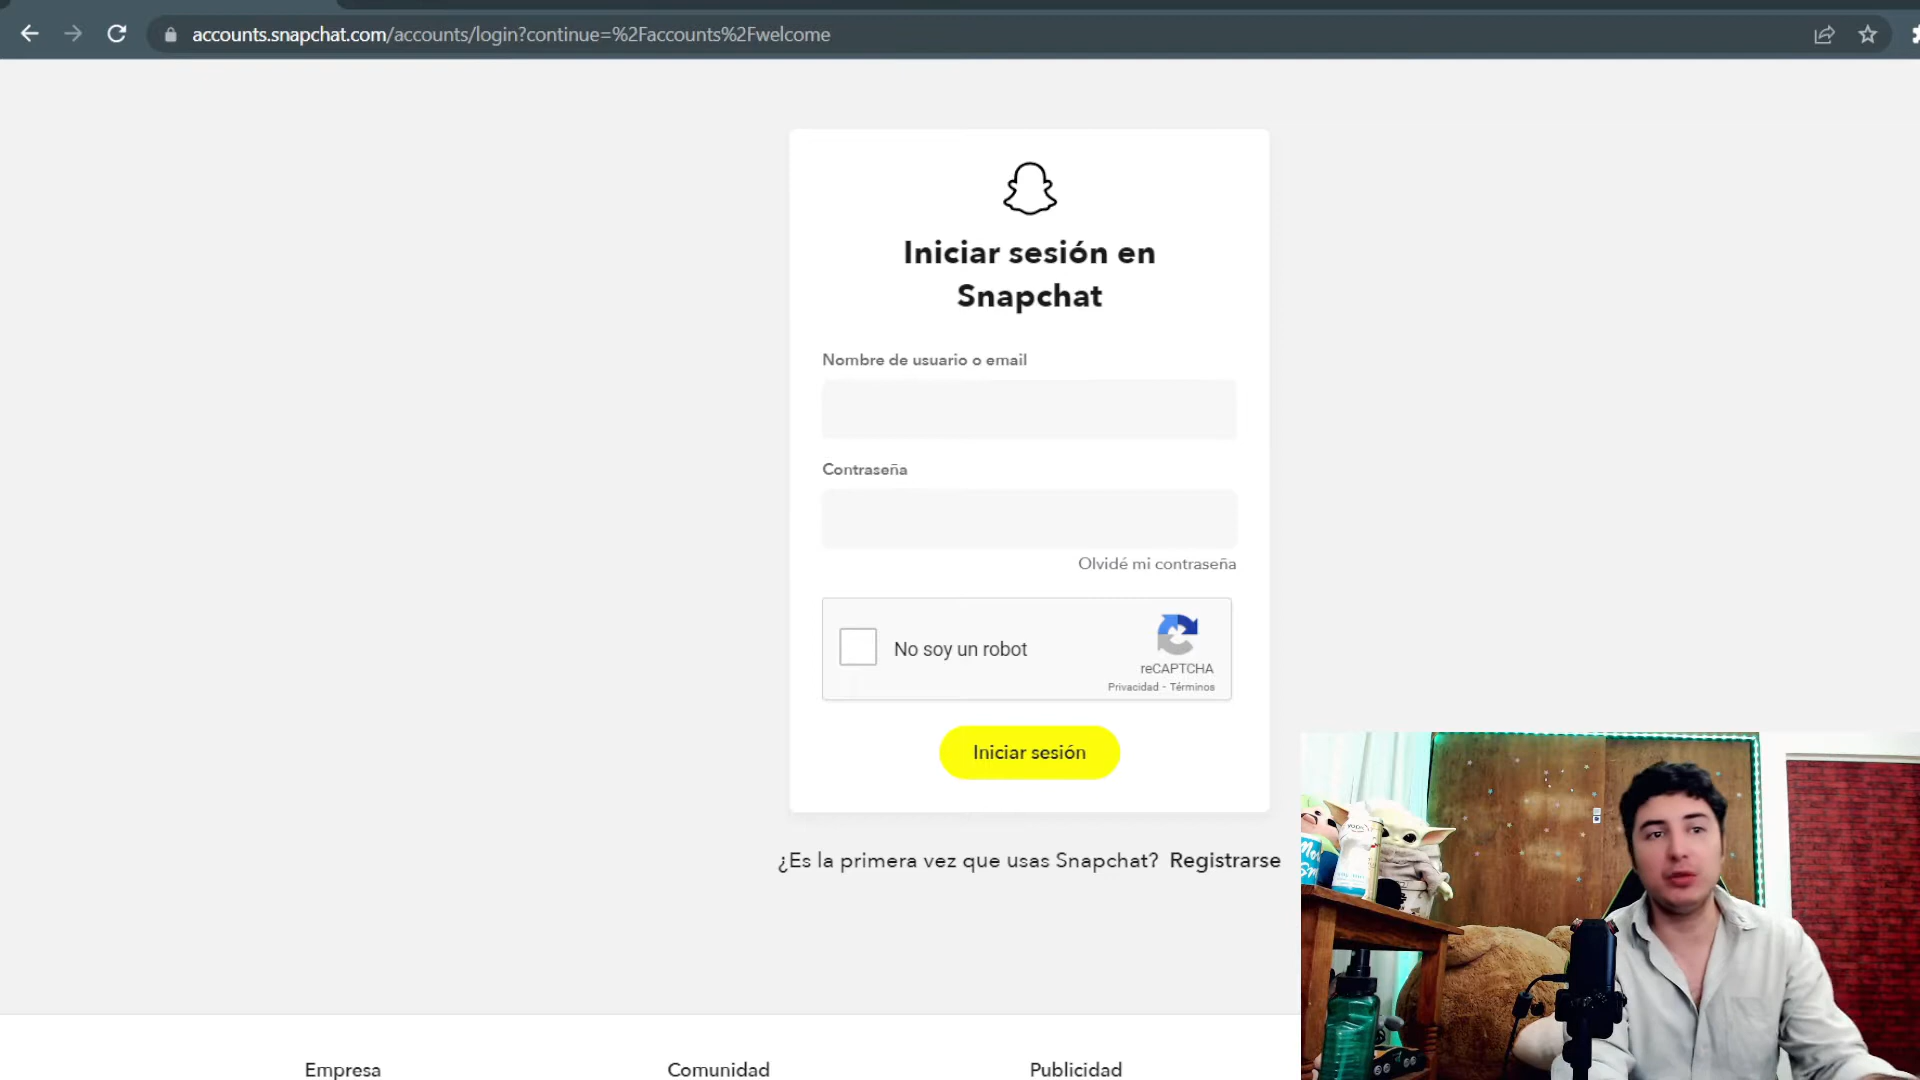 accounts.snapchat.com/accounts/login?continue=%2Faccounts%2Fwelcome
Iniciar sesión en
Snapchat
Nombre de usuario o email
Contraseña
Olvidé mi contraseña
No soy un robot
reCAPTCHA
Privacidad - Términos
Iniciar sesión
¿Es la primera vez que usas Snapchat? Registrarse
Empresa
Comunidad
Publicidad